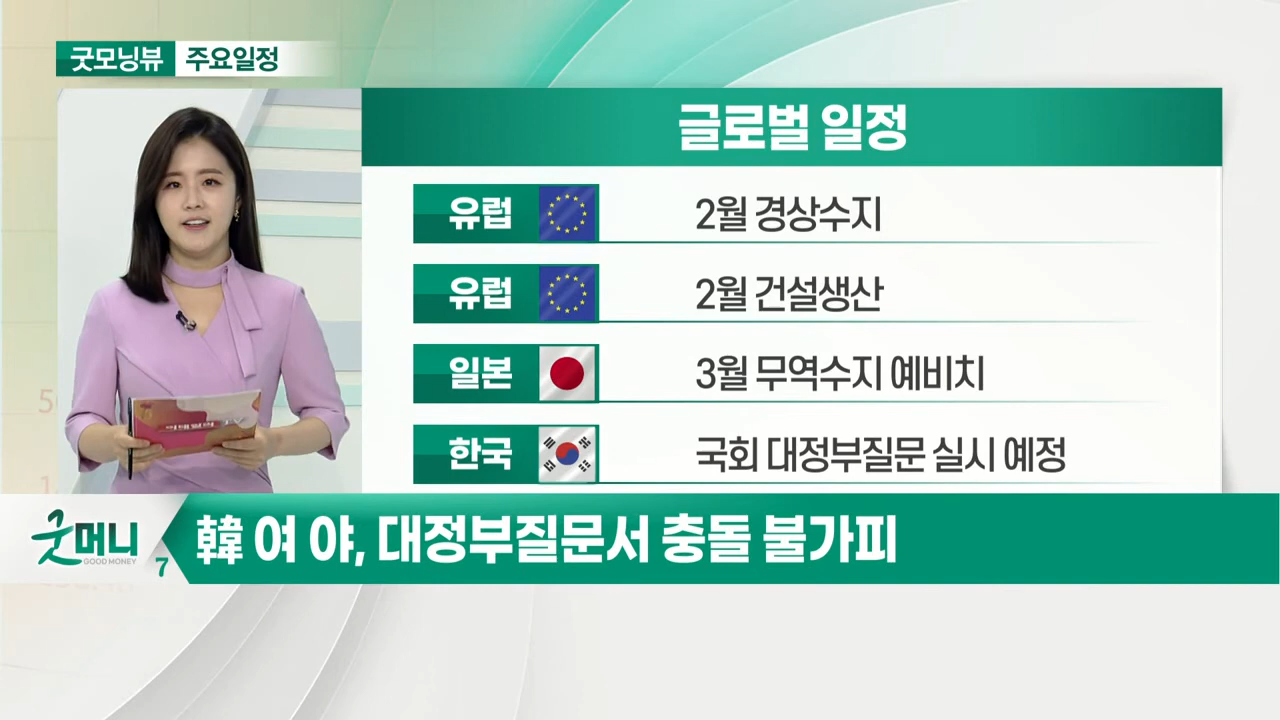 굿모닝뷰 주요일정
글로벌 일정
유럽 2월 경상수지
유럽 2월 건설생산
일본 3월 무역수지 예비치
한국 국회 대정부질문 실시 예정
굿머니
GOOD MONEY
7
韓 여 야, 대정부질문서 충돌 불가피